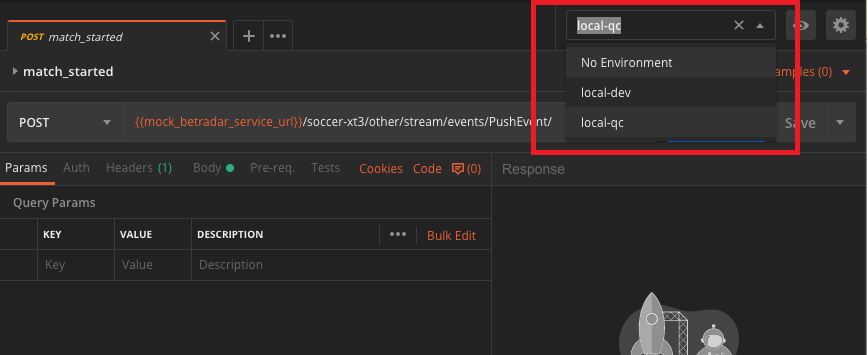 POST match_started
local-qc
match_started
No Environment
mples (0)
local-dev
POST
{{mock_betradar_service_url}}/soccer-xt3/other/stream/events/PushEvent/
local-qc
Save
Params Auth Headers (1) Body Pre-req. Tests Cookies Code (0)
Response
Query Params
KEY VALUE DESCRIPTION
Bulk Edit
Key Value Description